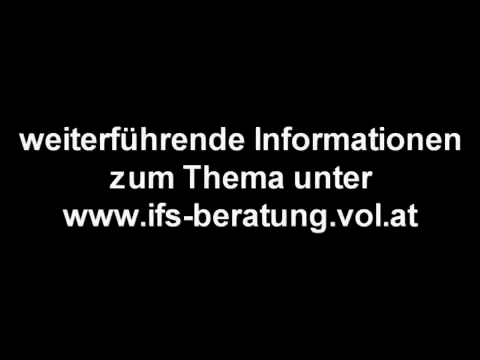 weiterführende Informationen
zum Thema unter
www.ifs-beratung.vol.at